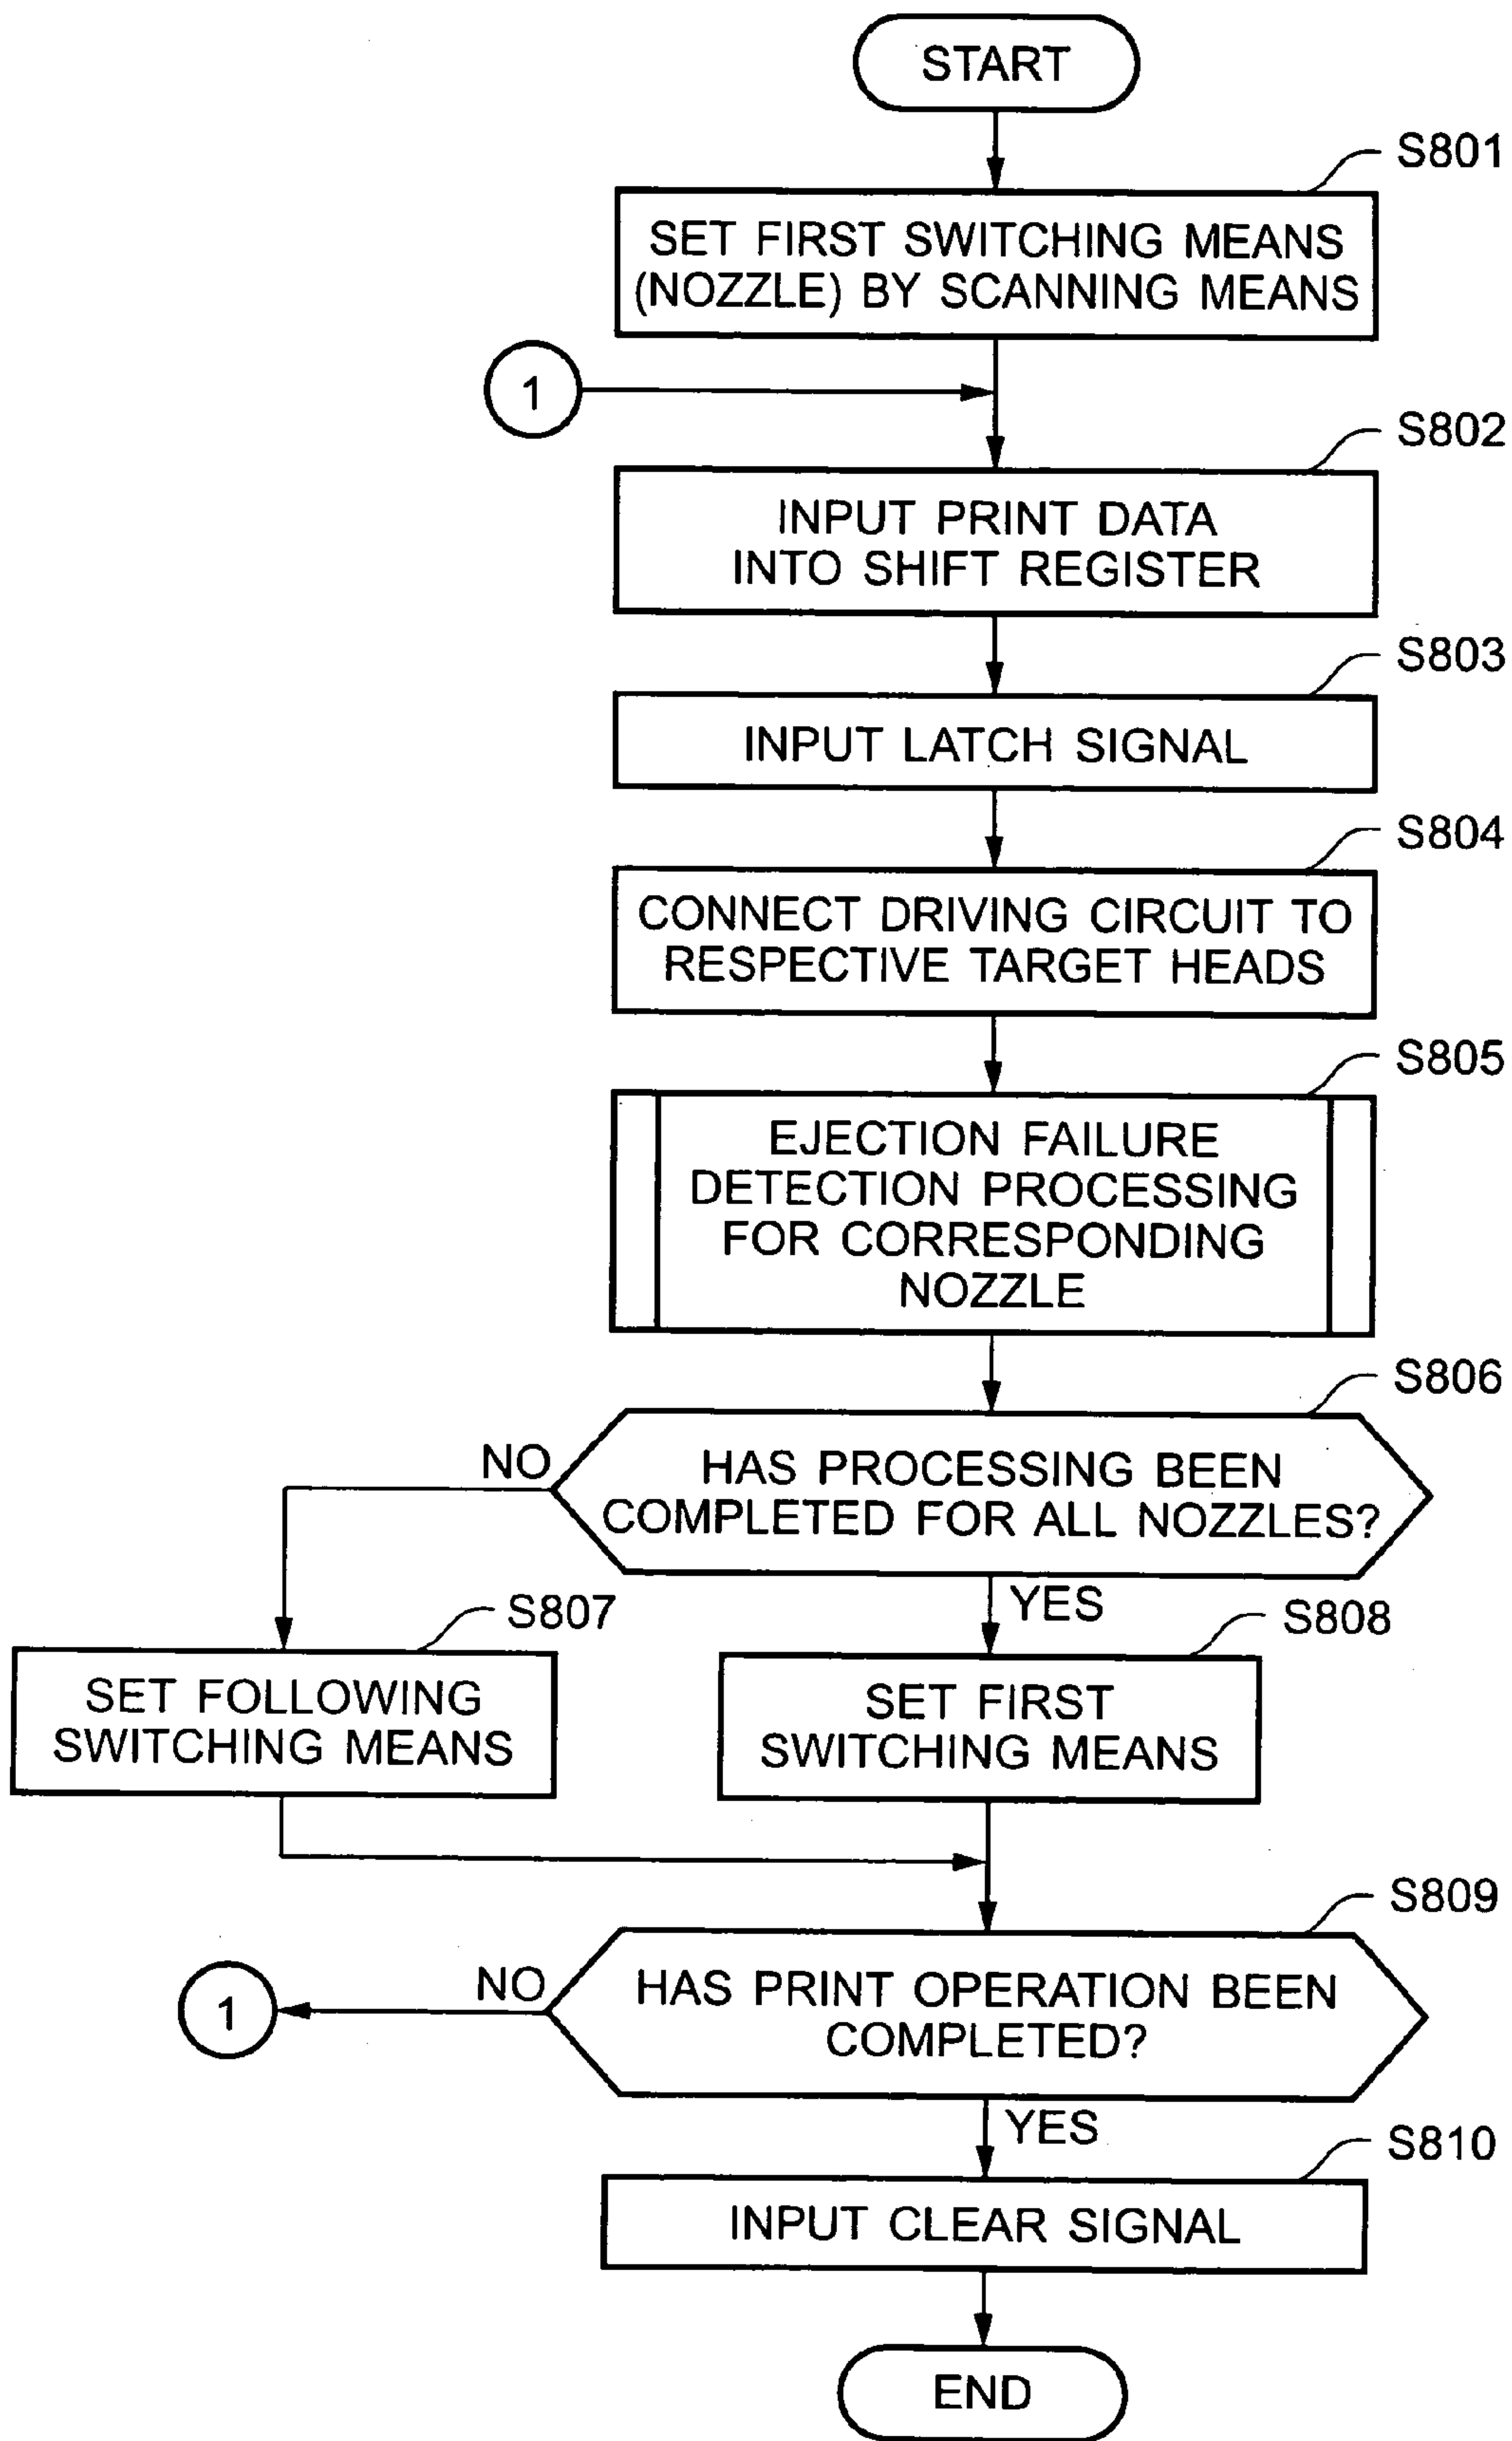 START
S801
SET FIRST SWITCHING MEANS
(NOZZLE) BY SCANNING MEANS
1
S802
INPUT PRINT DATA
INTO SHIFT REGISTER
S803
INPUT LATCH SIGNAL
S804
CONNECT DRIVING CIRCUIT TO
RESPECTIVE TARGET HEADS
S805
EJECTION FAILURE
DETECTION PROCESSING
FOR CORRESPONDING
NOZZLE
S806
NO
HAS PROCESSING BEEN
COMPLETED FOR ALL NOZZLES?
YES
S807
SET FOLLOWING
SWITCHING MEANS
S808
SET FIRST
SWITCHING MEANS
S809
NO
1
HAS PRINT OPERATION BEEN
COMPLETED?
YES
S810
INPUT CLEAR SIGNAL
END